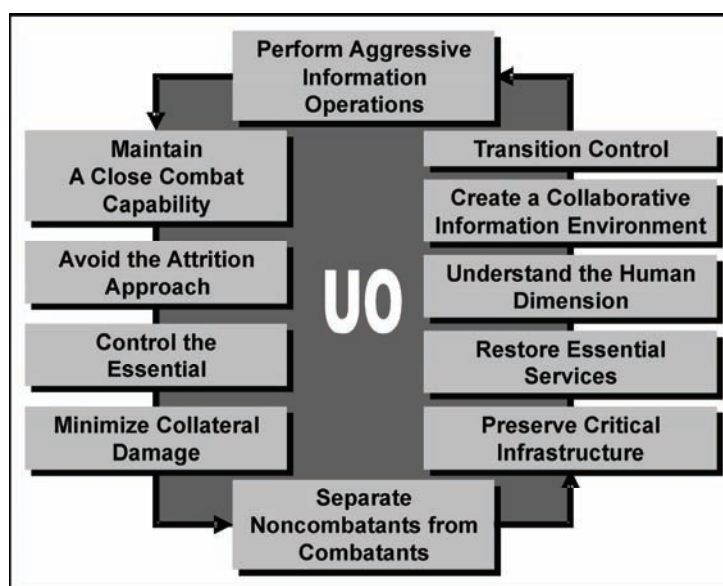 Perform Aggressive
Information
Operations
Maintain
A Close Combat
Capability
Avoid the Attrition
Approach
Control the
Essential
Minimize Collateral
Damage
Separate
Noncombatants from
Combatants
Preserve Critical
Infrastructure
Restore Essential
Services
Understand the Human
Dimension
Create a Collaborative
Information Environment
Transition Control
UO